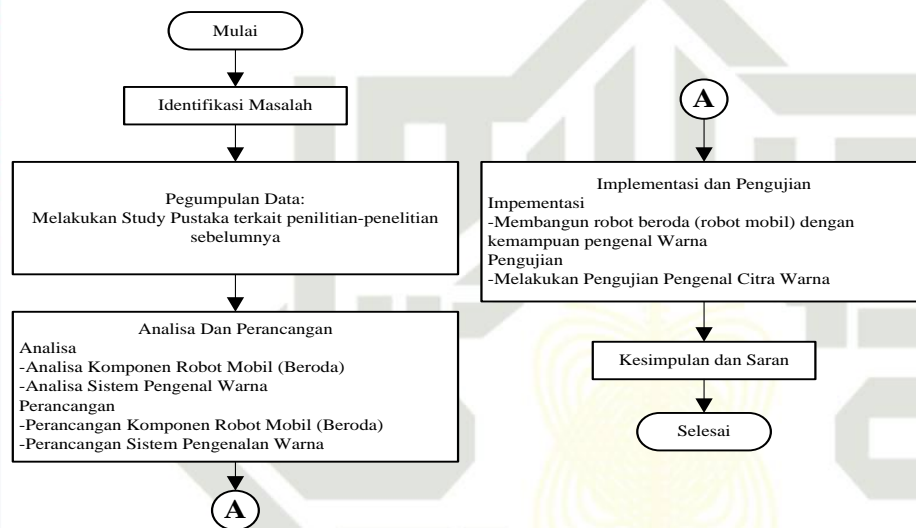 Mulai
Identifikasi Masalah
Pegumpulan Data:
Melakukan Study Pustaka terkait penilitian-penelitian
sebelumnya
Analisa Dan Perancangan
Analisa
-Analisa Komponen Robot Mobil (Beroda)
-Analisa Sistem Pengenal Warna
Perancangan
-Perancangan Komponen Robot Mobil (Beroda)
-Perancangan Sistem Pengenalan Warna
A
A
Implementasi dan Pengujian
Impementasi
-Membangun robot beroda (robot mobil) dengan
kemampuan pengenal Warna
Pengujian
-Melakukan Pengujian Pengenal Citra Warna
Kesimpulan dan Saran
Selesai